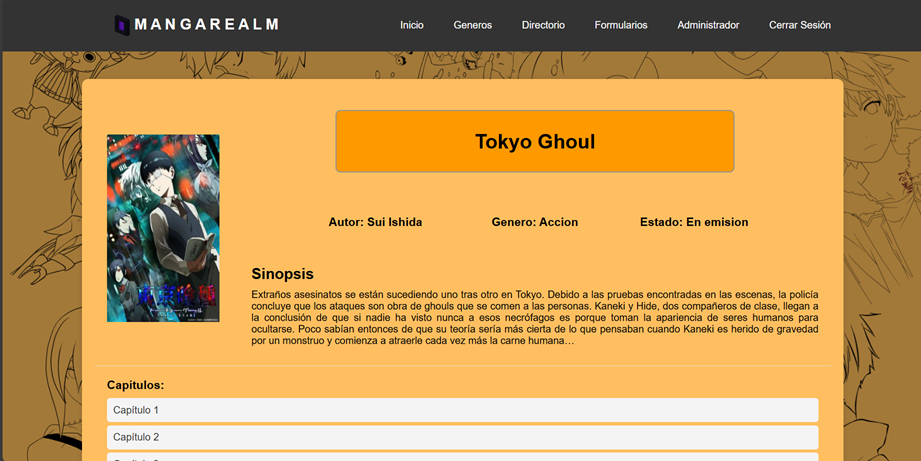 MANGAREALM
Inicio
Generos
Directorio
Formularios
Administrador
Cerrar Sesión
Tokyo Ghoul
Autor: Sui Ishida
Genero: Accion
Estado: En emision
Sinopsis
Extraños asesinatos se están sucediendo uno tras otro en Tokyo. Debido a las pruebas encontradas en las escenas, la policía
concluye que los ataques son obra de ghouls que se comen a las personas. Kaneki y Hide, dos compañeros de clase, llegan a
la conclusión de que si nadie ha visto nunca a esos necrófagos es porque toman la apariencia de seres humanos para
ocultarse. Poco sabían entonces de que su teoría sería más cierta de lo que pensaban cuando Kaneki es herido de gravedad
por un monstruo y comienza a atraerle cada vez más la carne humana…
Capitulos:
Capítulo 1
Capítulo 2